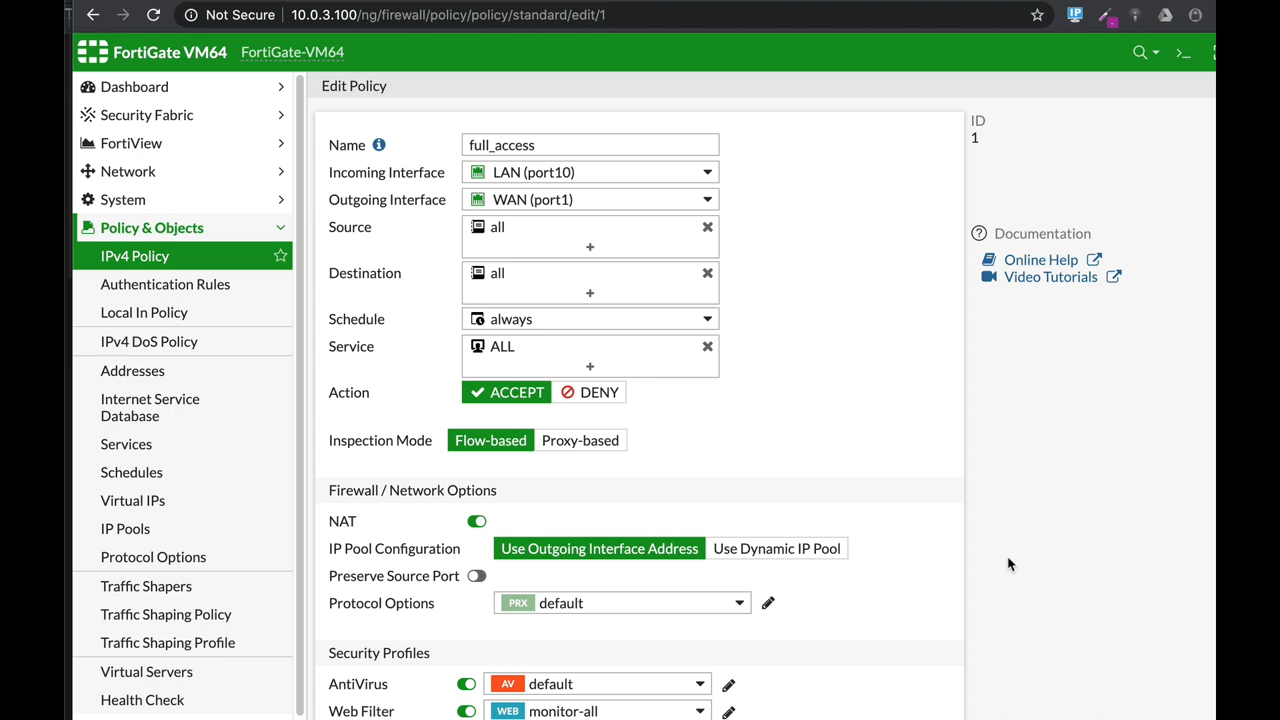 Not Secure | 10.0.3.100/ng/firewall/policy/policy/standard/edit/1
IP
FortiGate VM64 FortiGate-VM64
>_
Dashboard
Security Fabric
FortiView
Network
System
Policy & Objects
IPv4 Policy
Authentication Rules
Local In Policy
IPv4 DoS Policy
Addresses
Internet Service
Database
Services
Schedules
Virtual IPs
IP Pools
Protocol Options
Traffic Shapers
Traffic Shaping Policy
Traffic Shaping Profile
Virtual Servers
Health Check
Edit Policy
Name full_access
Incoming Interface LAN (port10)
Outgoing Interface WAN (port1)
Source all
+
Destination all
+
Schedule always
Service ALL
+
Action ACCEPT DENY
Inspection Mode Flow-based Proxy-based
Firewall / Network Options
NAT
IP Pool Configuration Use Outgoing Interface Address Use Dynamic IP Pool
Preserve Source Port
Protocol Options PRX default
Security Profiles
AntiVirus AV default
Web Filter WEB monitor-all
ID
1
Documentation
Online Help
Video Tutorials